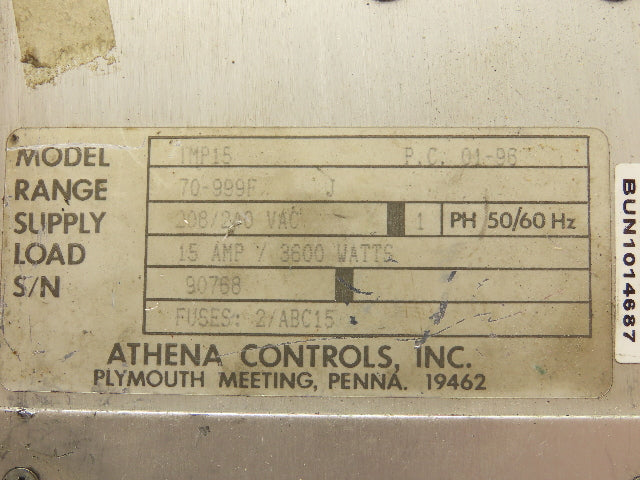 MODEL TMP15 P.C. 01-96
RANGE 70-999F J
SUPPLY 208/240 VAC 1 PH 50/60 Hz
LOAD 15 AMP / 3600 WATTS
S/N 90768
FUSES: 2/ABC15
ATHENA CONTROLS, INC.
PLYMOUTH MEETING, PENNA. 19462
BUN1014687